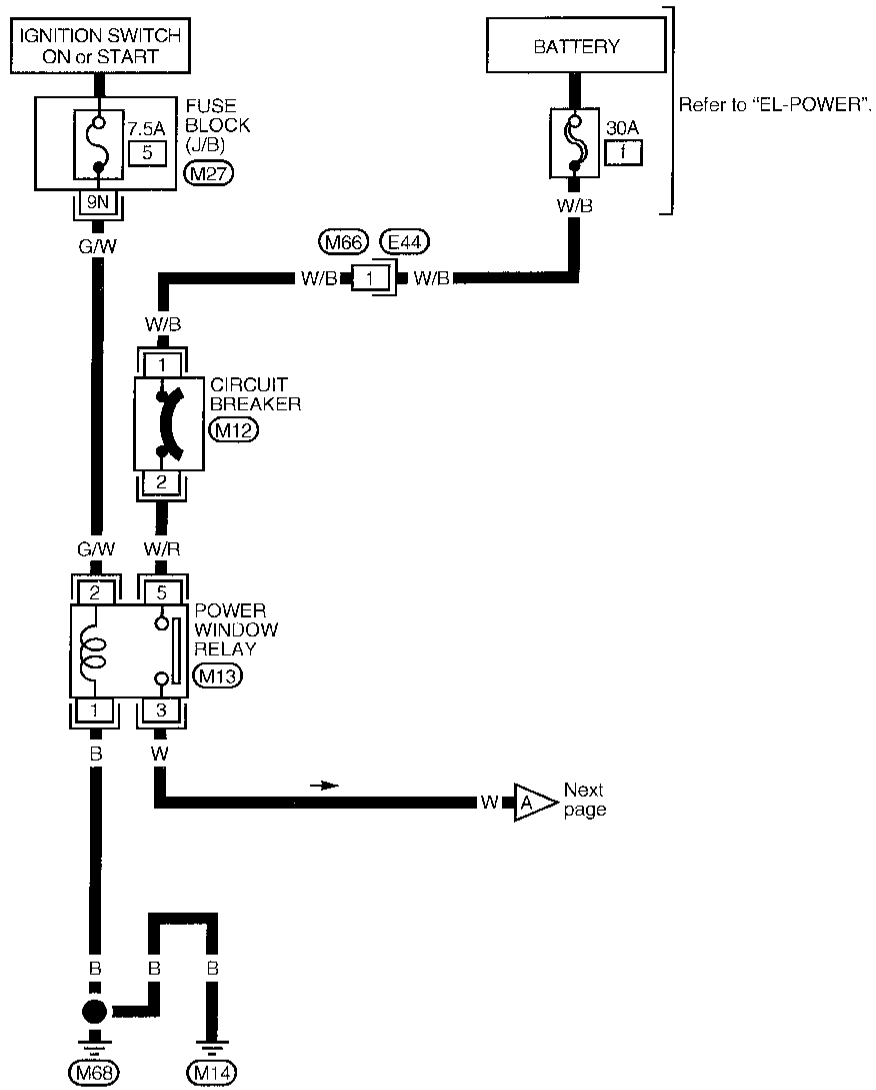 IGNITION SWITCH
ON or START
BATTERY
Refer to "EL-POWER".
FUSE
BLOCK
(J/B)
M27
7.5A
5
30A
f
9N
W/B
G/W
M66
E44
W/B
1
W/B
W/B
1
CIRCUIT
BREAKER
M12
2
G/W
W/R
2
5
POWER
WINDOW
RELAY
M13
1
3
B
W
W
A
Next
page
B
B
B
M68
M14